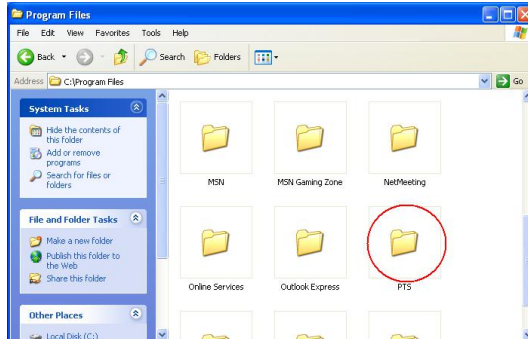 Program Files
File Edit View Favorites Tools Help
Back Search Folders
Address C:\Program Files Go
System Tasks
Hide the contents of
this folder
Add or remove
programs
Search for files or
folders
File and Folder Tasks
Make a new folder
Publish this folder to
the Web
Share this folder
Other Places
Local Disk (C:)
MSN MSN Gaming Zone NetMeeting
Online Services Outlook Express PTS